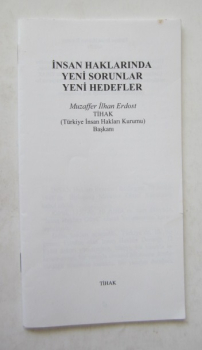 İNSAN HAKLARINDA
YENİ SORUNLAR
YENİ HEDEFLER
Muzaffer İlhan Erdost
TİHAK
(Türkiye İnsan Hakları Kurumu)
Başkanı
TİHAK